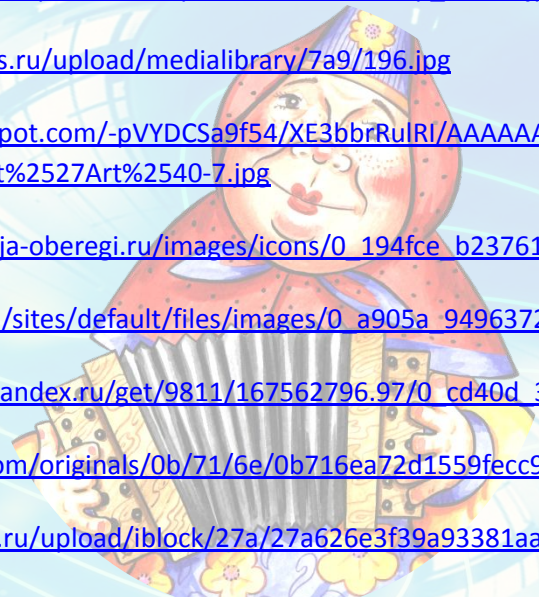 s.ru/upload/medialibrary/7a9/196.jpg
pot.com/-pVYDCSa9f54/XE3bbrRulRI/AAAAAA
t%2527Art%2540-7.jpg
ja-oberegi.ru/images/icons/0_194fce_b23761
/sites/default/files/images/0_a905a_9496372
andex.ru/get/9811/167562796.97/0_cd40d_3
om/originals/0b/71/6e/0b716ea72d1559fecc9
.ru/upload/iblock/27a/27a626e3f39a93381aa